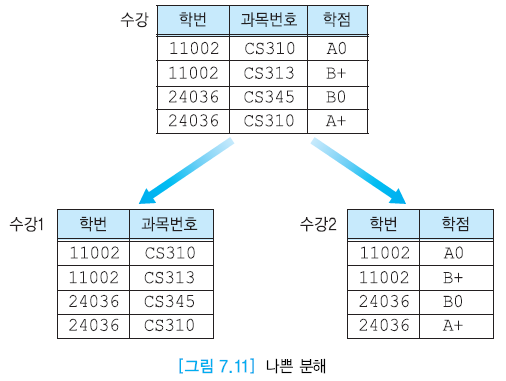 수강
학번 과목번호 학점
11002 CS310 A0
11002 CS313 B+
24036 CS345 B0
24036 CS310 A+
수강1
학번 과목번호
11002 CS310
11002 CS313
24036 CS345
24036 CS310
수강2
학번 학점
11002 A0
11002 B+
24036 B0
24036 A+
[그림 7.11] 나쁜 분해